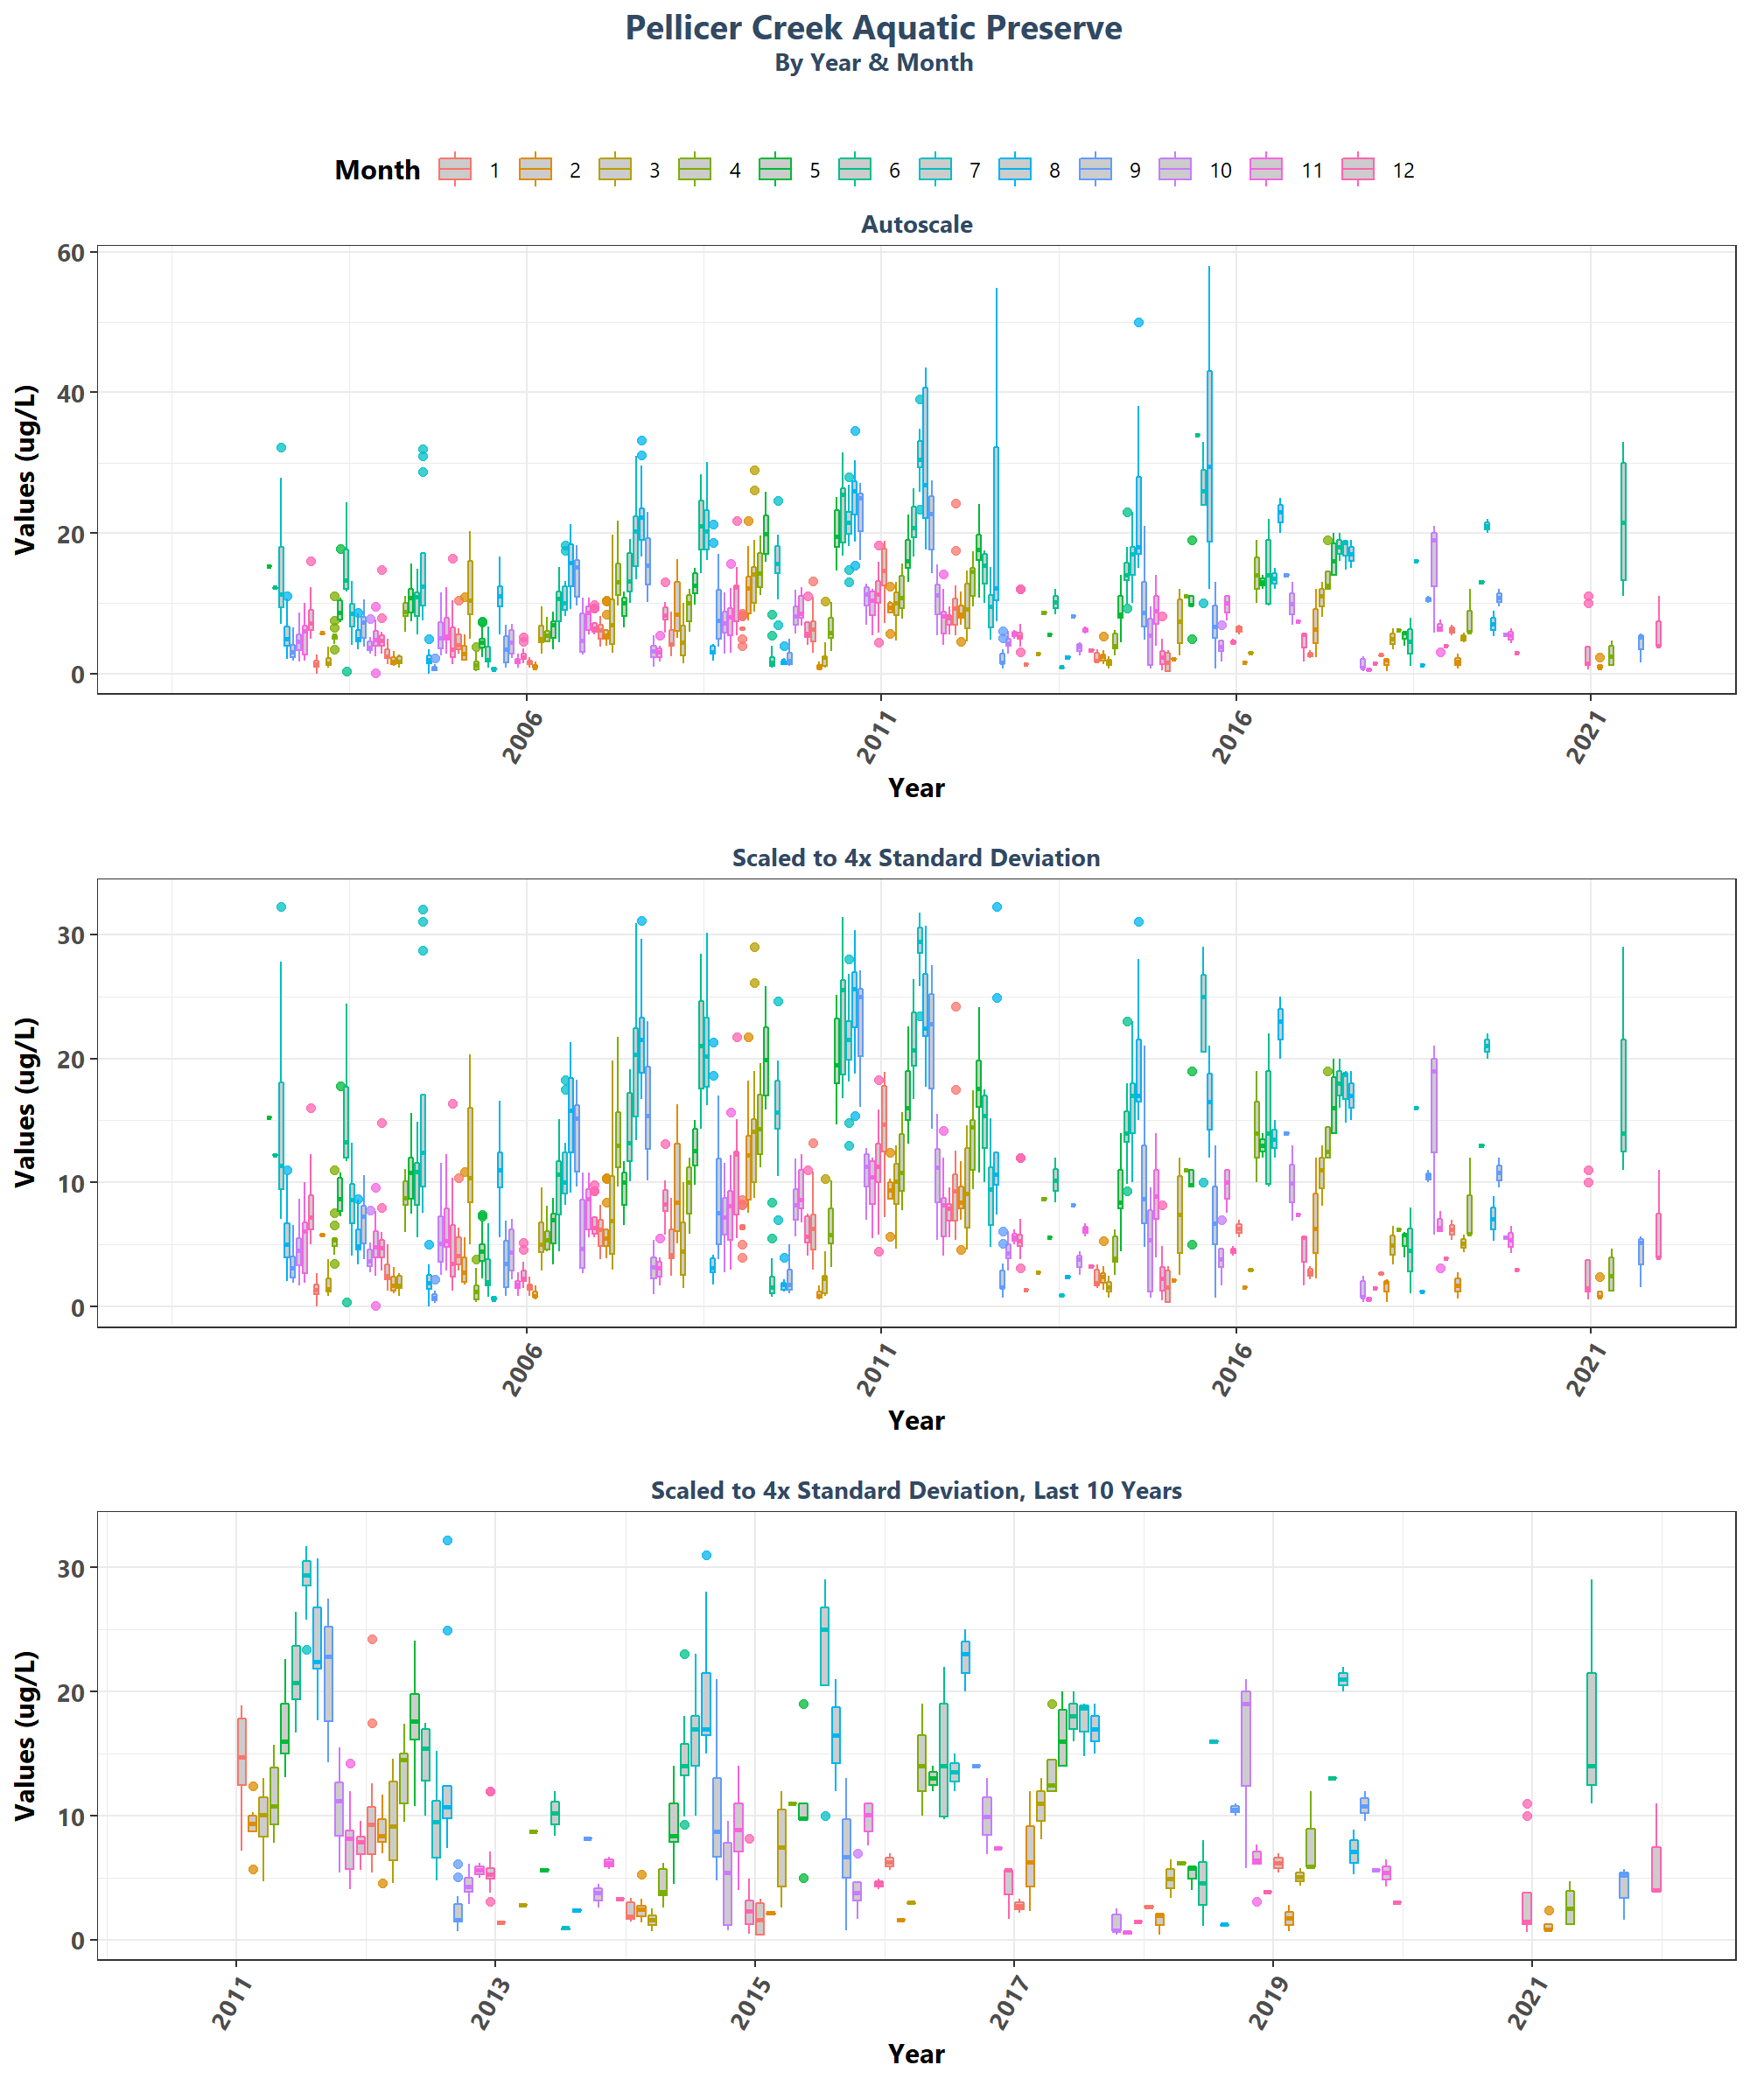 Pellicer Creek Aquatic Preserve
By Year & Month
Month 1 2 3 4 5 6 7 8 9 10 11 12
Autoscale
Values (ug/L)
60
40
20
0
2006 2011 2016 2021
Year
Scaled to 4x Standard Deviation
Values (ug/L)
30
20
10
0
2006 2011 2016 2021
Year
Scaled to 4x Standard Deviation, Last 10 Years
Values (ug/L)
30
20
10
0
2011 2013 2015 2017 2019 2021
Year